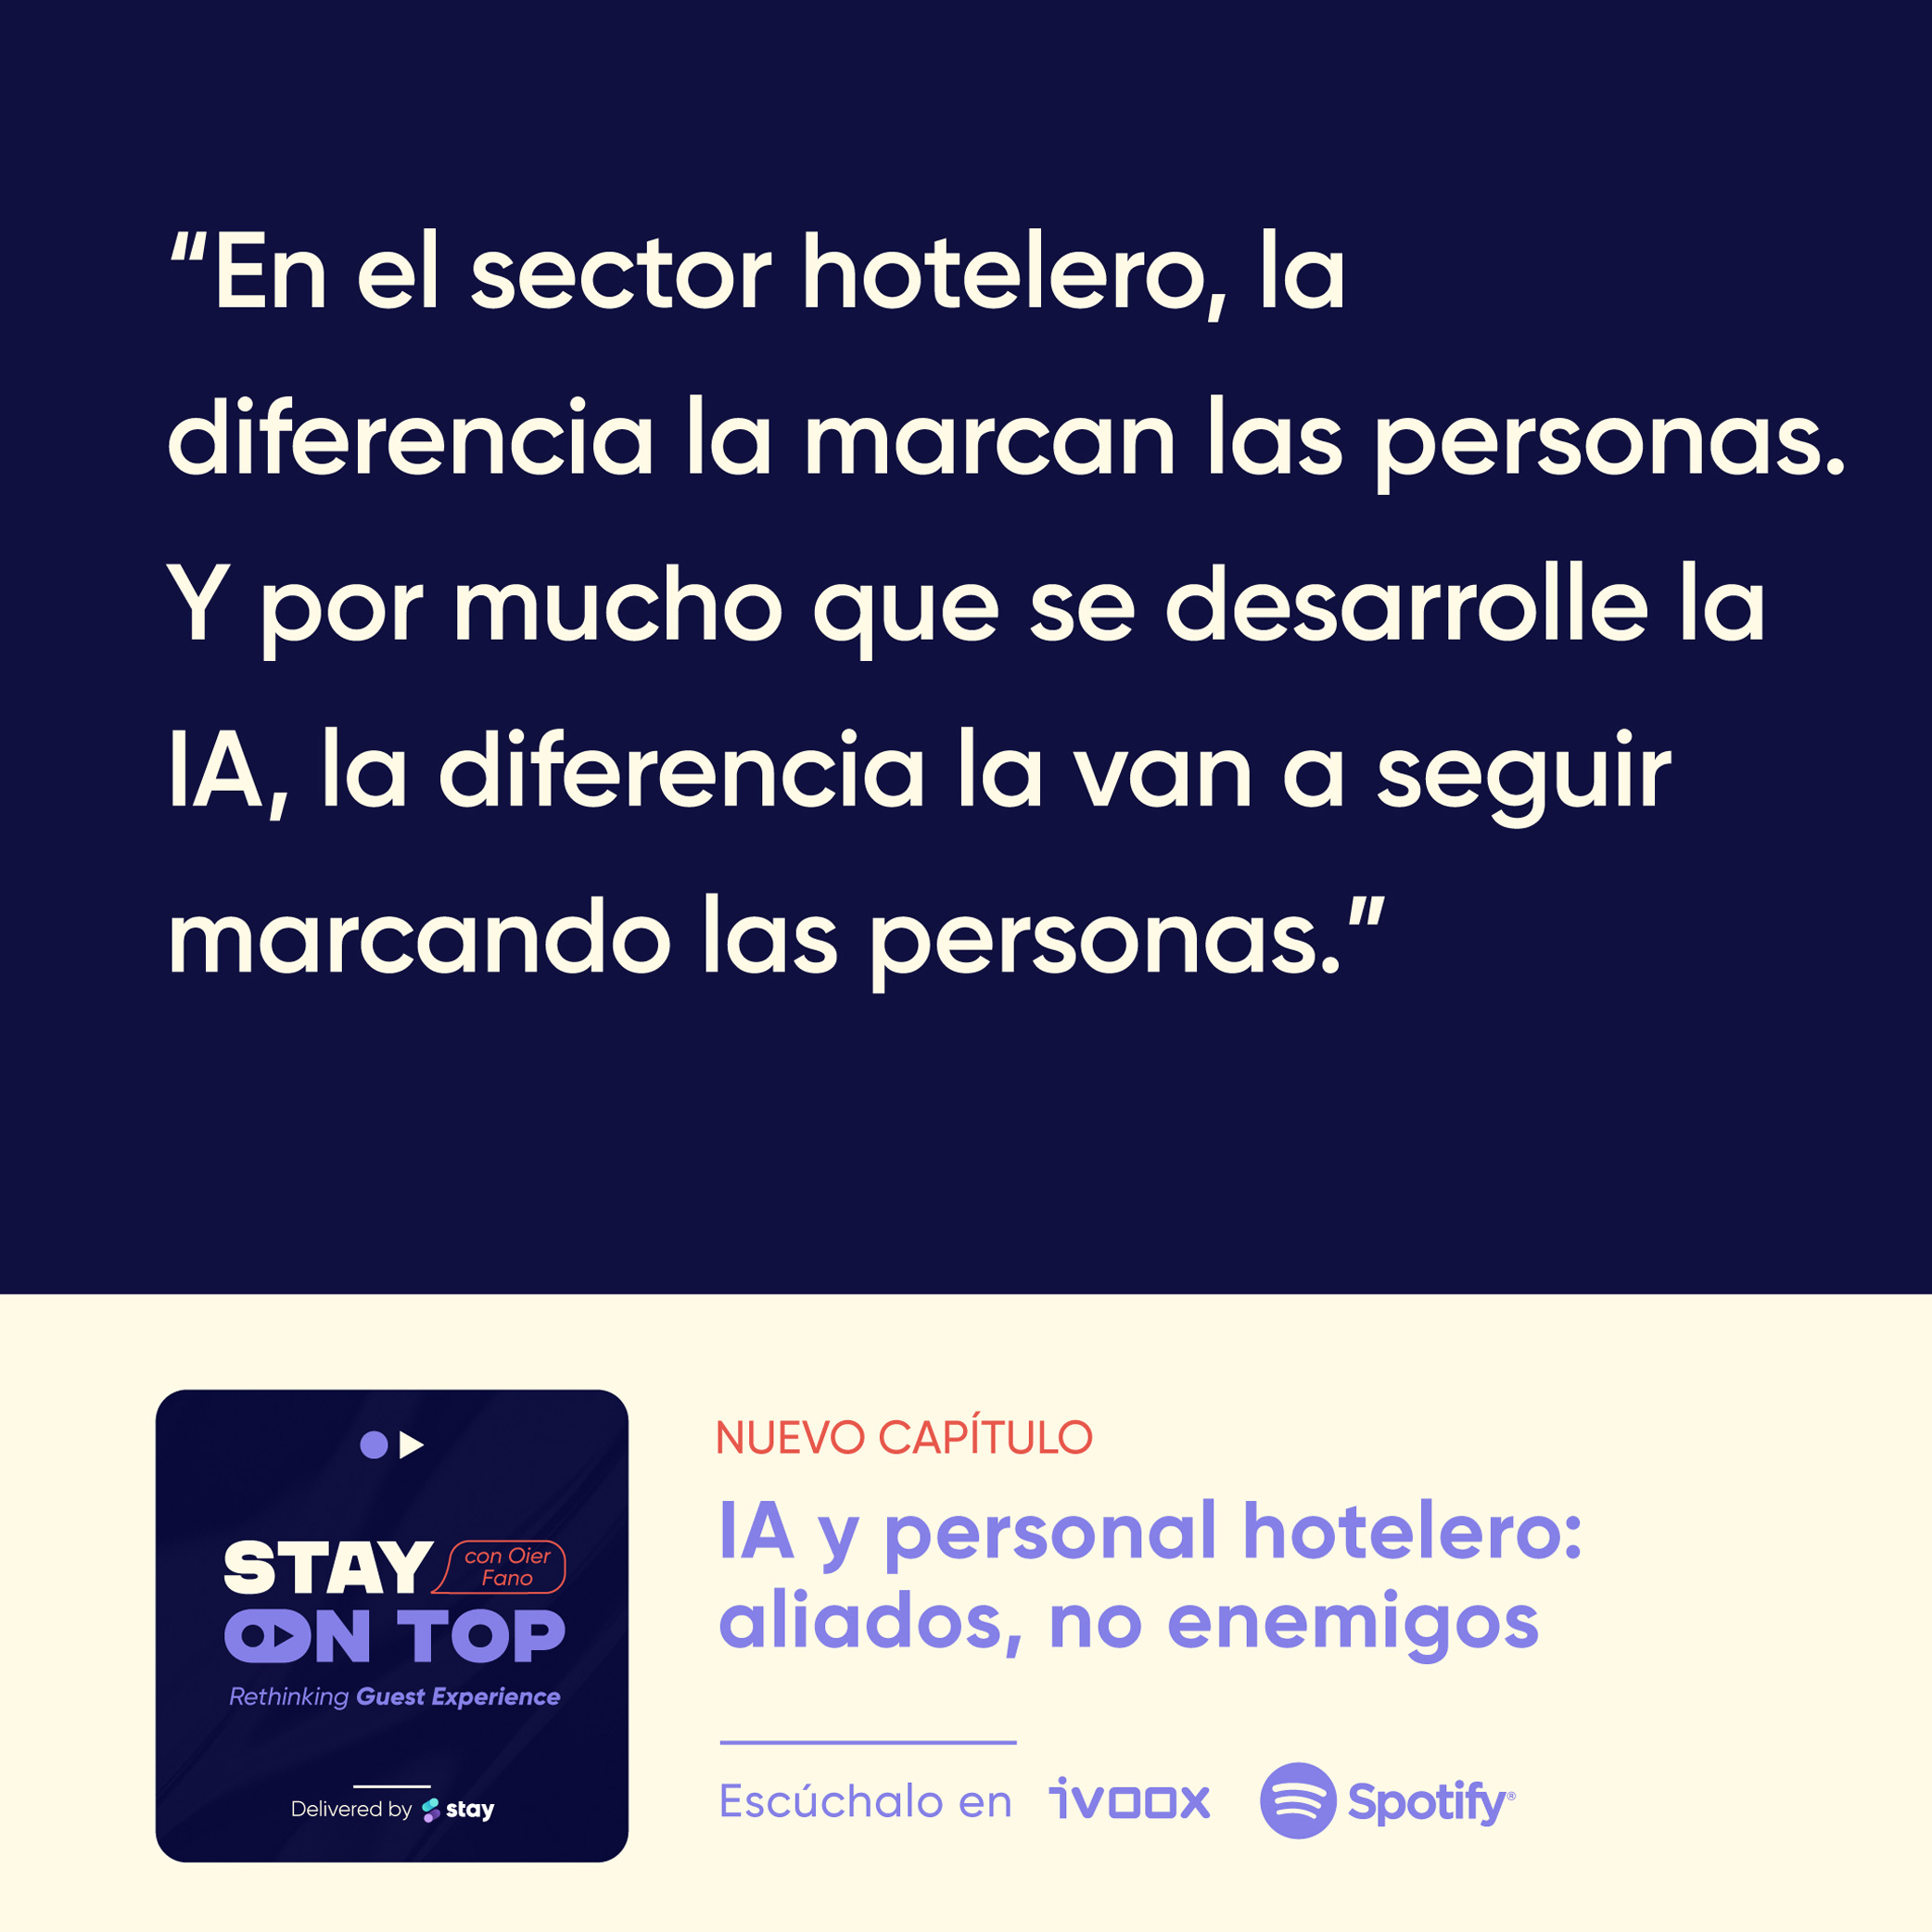 “En el sector hotelero, la
diferencia la marcan las personas.
Y por mucho que se desarrolle la
IA, la diferencia la van a seguir
marcando las personas.”
STAY con Oier
Fano
ON TOP
Rethinking Guest Experience
Delivered by stay
NUEVO CAPÍTULO
IA y personal hotelero:
aliados, no enemigos
Escúchalo en ivoox Spotify®